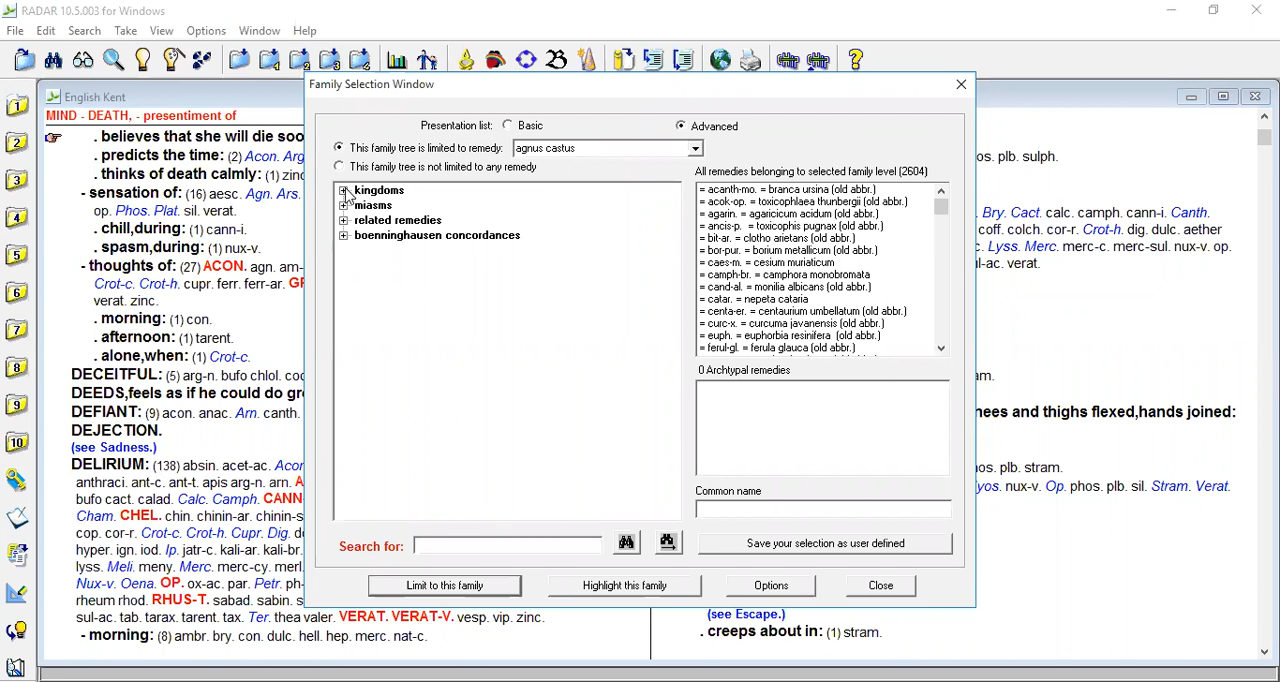 RADAR 10.5.003 for Windows
File Edit Search Take View Options Window Help
English Kent
MIND - DEATH, - presentiment of
. believes that she will die soo
. predicts the time: (2) Acon. Arg
. thinks of death calmly: (1) zinc
- sensation of: (16) aesc. Agn. Ars.
op. Phos. Plat. sil. verat.
. chill,during: (1) cann-i.
. spasm,during: (1) nux-v.
- thoughts of: (27) ACON. agn. am-
Crot-c. Crot-h. cupr. ferr. ferr-ar. GF
verat. zinc.
. morning: (1) con.
. afternoon: (1) tarent.
. alone,when: (1) Crot-c.
DECEITFUL: (5) arg-n. bufo chlol. coc
DEEDS,feels as if he could do gr
DEFIANT: (9) acon. anac. Arn. canth.
DEJECTION.
(see Sadness.)
DELIRIUM: (138) absin. acet-ac. Acon
anthraci. ant-c. ant-t. apis arg-n. arn. A
bufo cact. calad. Calc. Camph. CANN
Cham. CHEL. chin. chinin-ar. chinin-s
cop. cor-r. Crot-c. Crot-h. Cupr. Dig. d
hyper. ign. iod. Ip. jatr-c. kali-ar. kali-br.
lyss. Meli. meny. Merc. merc-cy. merl.
Nux-v. Oena. OP. ox-ac. par. Petr. ph-
rheum rhod. RHUS-T. sabad. sabin. s
sul-ac. tab. tarax. tarent. tax. Ter. thea valer. VERAT. VERAT-V. vesp. vip. zinc.
- morning: (8) ambr. bry. con. dulc. hell. hep. merc. nat-c.
Family Selection Window
Presentation list: Basic Advanced
This family tree is limited to remedy: agnus castus
This family tree is not limited to any remedy
kingdoms
miasms
related remedies
boenninghausen concordances
All remedies belonging to selected family level (2604)
= acanth-mo. = branca ursina (old abbr.)
= acok-op. = toxicophlaea thunbergii (old abbr.)
= agarin. = agaricicum acidum (old abbr.)
= ancis-p. = toxicophis pugnax (old abbr.)
= bit-ar. = clotho arietans (old abbr.)
= bor-pur. = borium metallicum (old abbr.)
= caes-m. = cesium muriaticum
= camph-br. = camphora monobromata
= cand-al. = monilia albicans (old abbr.)
= catar. = nepeta cataria
= centa-er. = centaurium umbellatum (old abbr.)
= curc-x. = curcuma javanensis (old abbr.)
= euph. = euphorbia resinifera (old abbr.)
= ferul-gl. = ferula glauca (old abbr.)
0 Archtypal remedies
Common name
Search for:
Save your selection as user defined
Limit to this family Highlight this family Options Close
os. plb. sulph.
. Bry. Cact. calc. camph. cann-i. Canth.
coff. colch. cor-r. Crot-h. dig. dulc. aether
c. Lyss. Merc. merc-c. merc-sul. nux-v. op.
ul-ac. verat.
am.
nees and thighs flexed,hands joined:
os. plb. stram.
yos. nux-v. Op. phos. plb. sil. Stram. Verat.
(see Escape.)
. creeps about in: (1) stram.
1
2
3
4
5
6
7
8
9
10